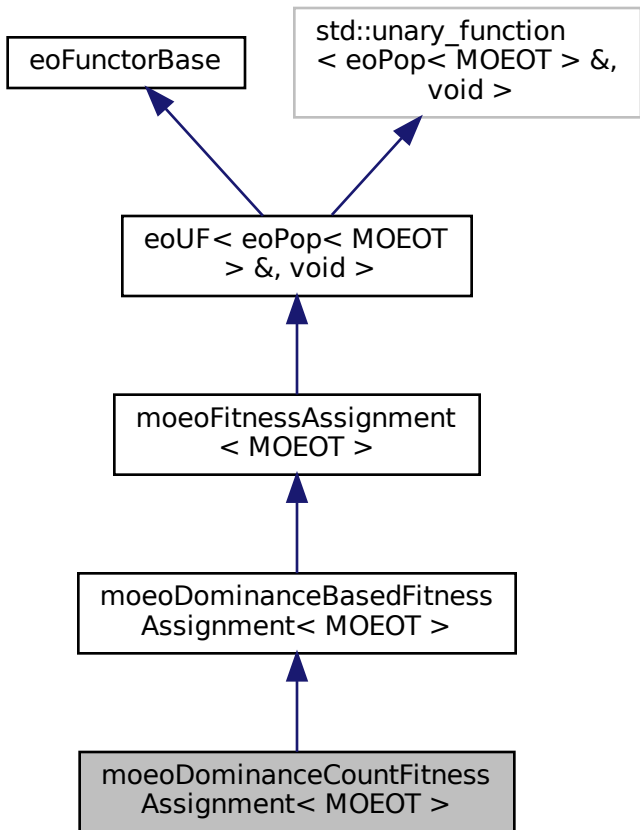 eoFunctorBase
std::unary_function
< eoPop< MOEOT > &,
void >
eoUF< eoPop< MOEOT
> &, void >
moeoFitnessAssignment
< MOEOT >
moeoDominanceBasedFitness
Assignment< MOEOT >
moeoDominanceCountFitness
Assignment< MOEOT >